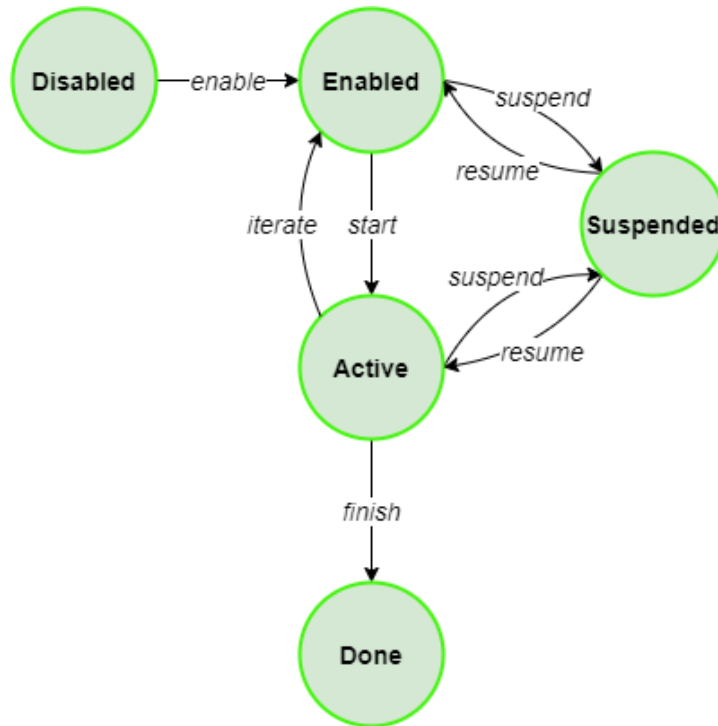 Disabled
enable
Enabled
suspend
resume
Suspended
iterate
start
suspend
resume
Active
finish
Done